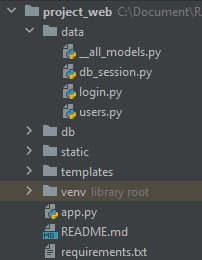 project_web C:\Document\R
data
__all_models.py
db_session.py
login.py
users.py
db
static
templates
venv library root
app.py
MD README.md
requirements.txt